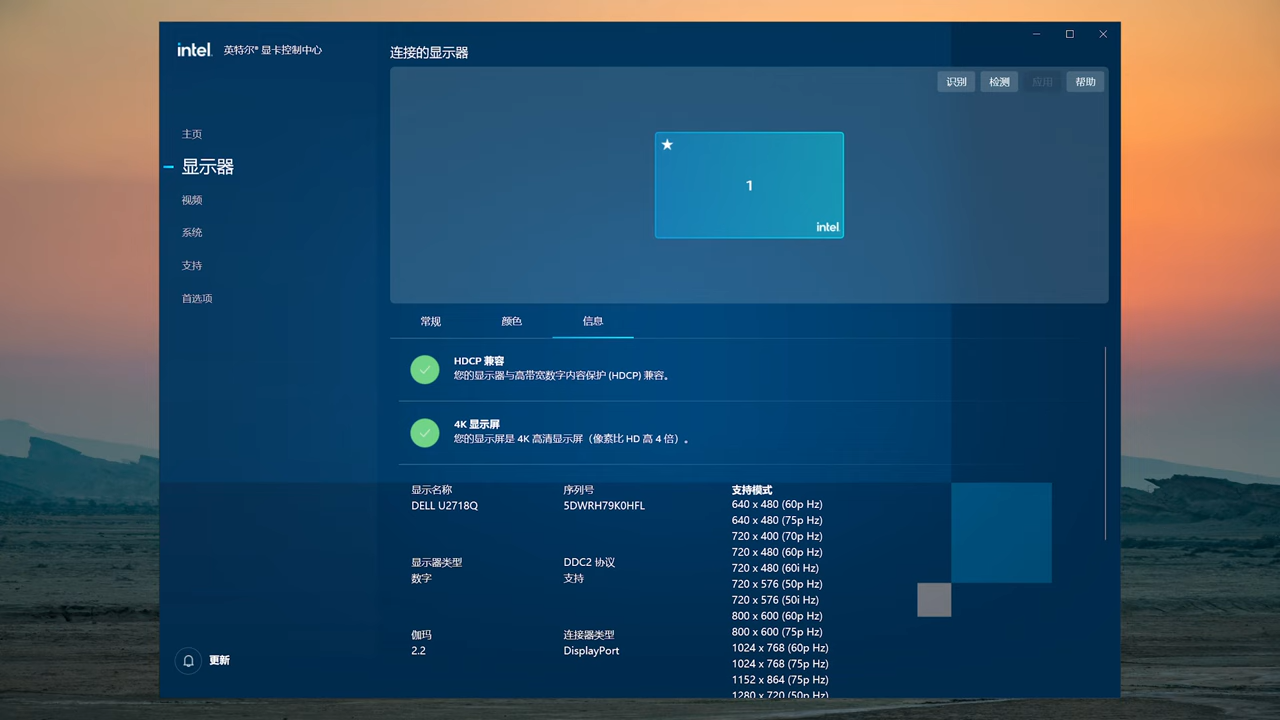 intel. 英特尔® 显卡控制中心
主页
显示器
视频
系统
支持
首选项
更新
连接的显示器
识别 检测 应用 帮助
1
intel
常规 颜色 信息
HDCP 兼容
您的显示器与高带宽数字内容保护 (HDCP) 兼容。
4K 显示屏
您的显示屏是 4K 高清显示屏（像素比 HD 高 4 倍）。
显示名称
DELL U2718Q
序列号
5DWRH79K0HFL
显示器类型
数字
DDC2 协议
支持
伽玛
2.2
连接器类型
DisplayPort
支持模式
640 x 480 (60p Hz)
640 x 480 (75p Hz)
720 x 400 (70p Hz)
720 x 480 (60p Hz)
720 x 480 (60i Hz)
720 x 576 (50p Hz)
720 x 576 (50i Hz)
800 x 600 (60p Hz)
800 x 600 (75p Hz)
1024 x 768 (60p Hz)
1024 x 768 (75p Hz)
1152 x 864 (75p Hz)
1280 x 720 (50p Hz)